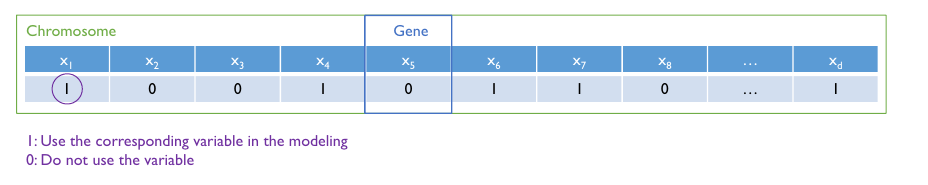 Chromosome Gene
x1 x2 x3 x4 x5 x6 x7 x8 ... xd
1 0 0 1 0 1 1 0 ... 1
1: Use the corresponding variable in the modeling
0: Do not use the variable